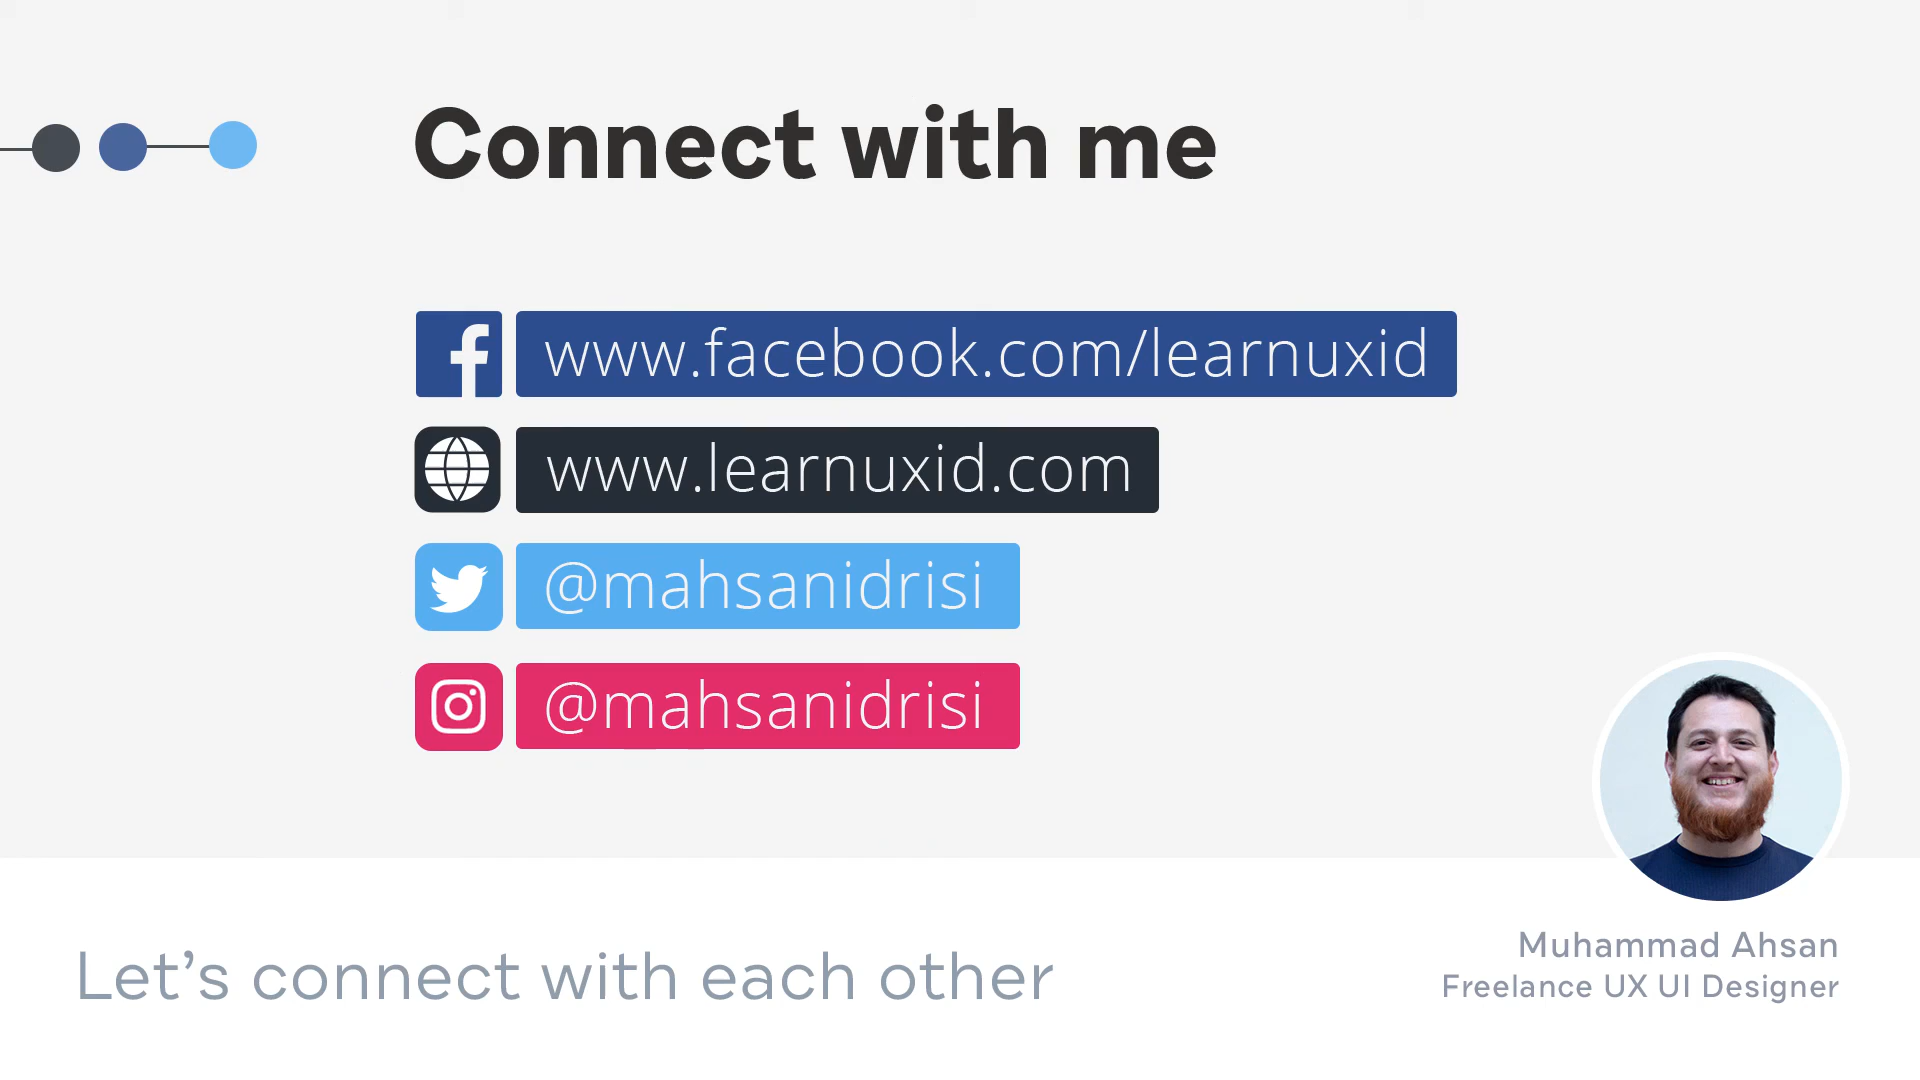 Connect with me
www.facebook.com/learnuxid
www.learnuxid.com
@mahsanidrisi
@mahsanidrisi
Let’s connect with each other
Muhammad Ahsan
Freelance UX UI Designer